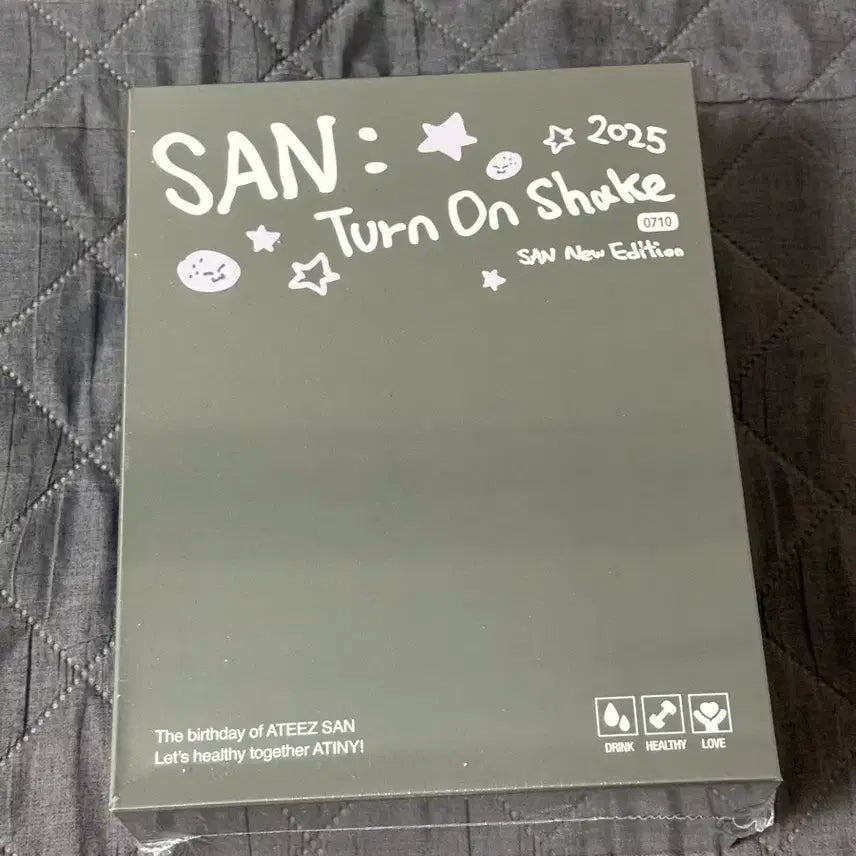 SAN:
2025
Turn On Shake
0710
SAN New Edition
The birthday of ATEEZ SAN
Let's healthy together ATINY!
DRINK HEALTHY LOVE